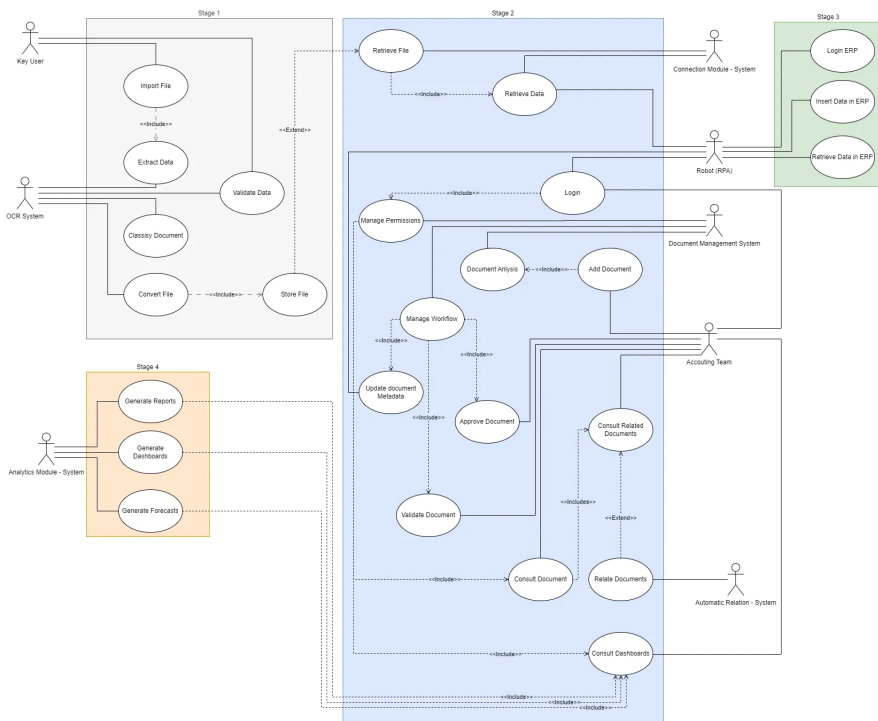 Stage 1
Stage 2
Stage 3
Key User
Import File
<<Include>>
Extract Data
Validate Data
OCR System
Classisy Document
Convert File
<<Include>>
Store File
<<Extend>>
Retrieve File
<<Include>>
Retrieve Data
Connection Module - System
Login ERP
Insert Data in ERP
Retrieve Data in ERP
Robot (RPA)
<<Include>>
Login
Manage Permissions
Document Management System
Document Anlysis
<<Include>>
Add Document
Manage Workflow
<<Include>>
<<Include>>
<<Include>>
Accouting Team
Update document
Metadata
Approve Document
Consult Related
Documents
Stage 4
Generate Reports
Generate
Dashboards
Generate Forecasts
Analytics Module - System
Validate Document
<<Includes>>
<<Extend>>
<<Include>>
Consult Document
Relate Documents
Automatic Relation - System
<<Include>>
Consult Dashboards
<<Include>>
<<Include>>
<<Include>>